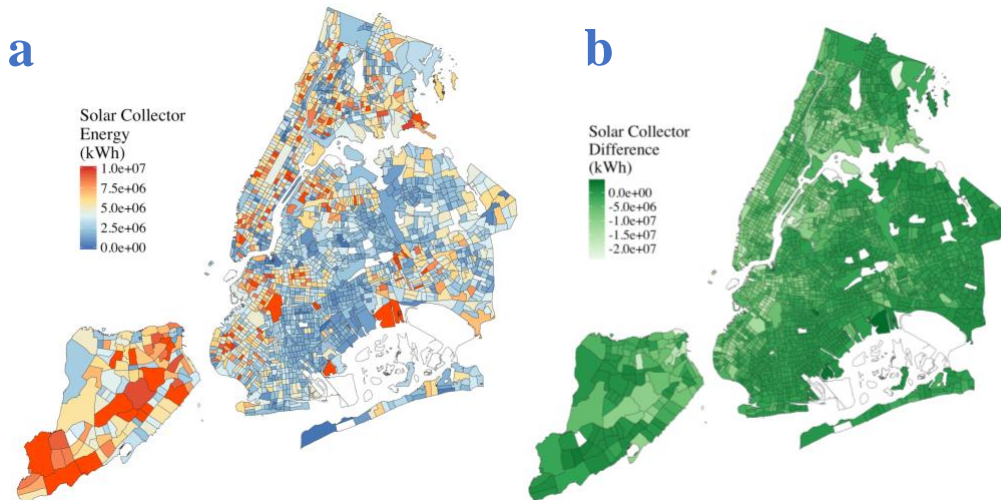 a
Solar Collector
Energy
(kWh)
1.0e+07
7.5e+06
5.0e+06
2.5e+06
0.0e+00
b
Solar Collector
Difference
(kWh)
0.0e+00
-5.0e+06
-1.0e+07
-1.5e+07
-2.0e+07